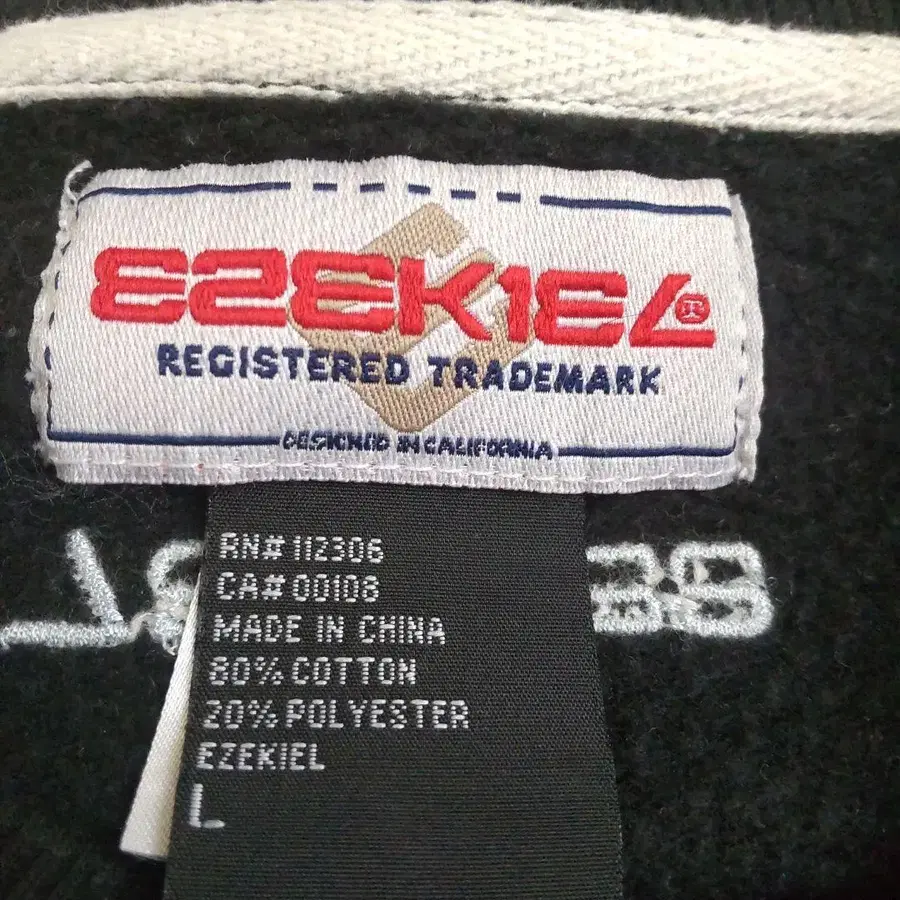 EZEKIEL
REGISTERED TRADEMARK
DESIGNED IN CALIFORNIA
RN# 112306
CA# 00108
MADE IN CHINA
80% COTTON
20% POLYESTER
EZEKIEL
L